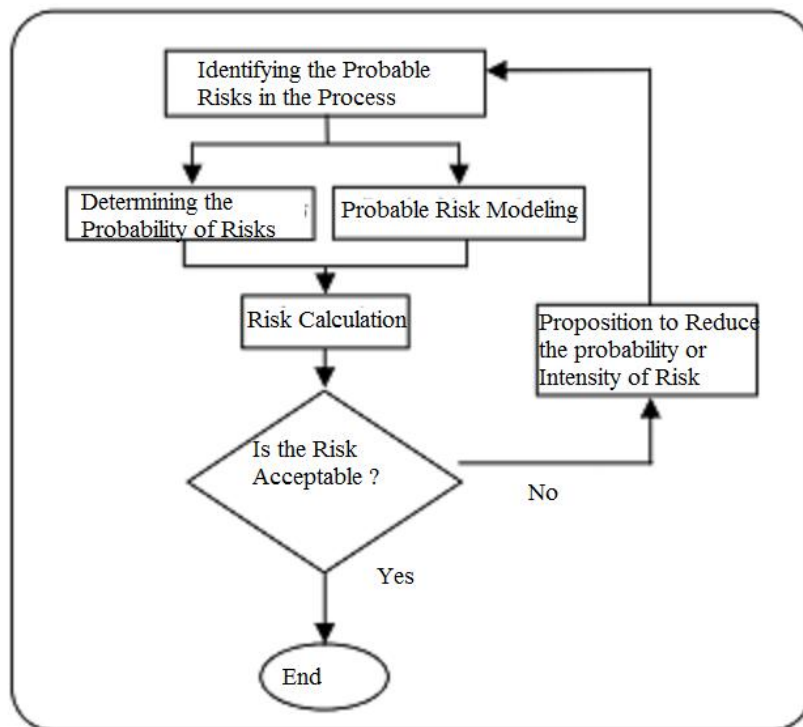 Identifying the Probable
Risks in the Process
Determining the
Probability of Risks
Probable Risk Modeling
Risk Calculation
Proposition to Reduce
the probability or
Intensity of Risk
Is the Risk
Acceptable ?
No
Yes
End